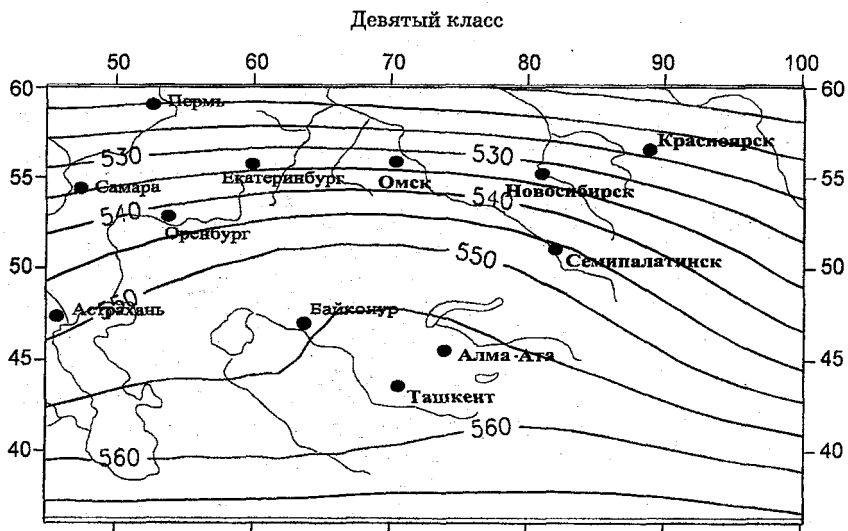 Девятый класс
50 60 70 80 90 100
60 60
Пермь
Красноярск
530 530
55 55
Екатеринбург Омск
Самара
Новосибирск
540 540
Оренбург
50 550 50
Семипалатинск
550
Астрахань Байконур
45 Алма-Ата 45
Ташкент
560
40 560 40